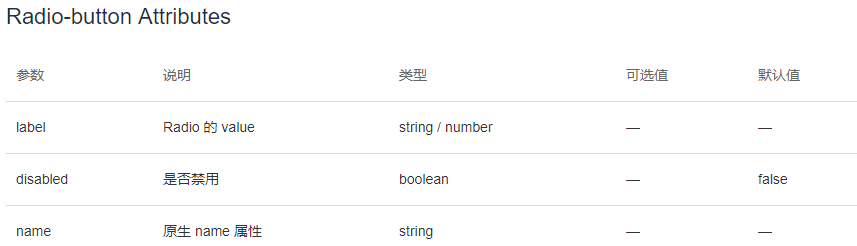 Radio-button Attributes
参数 说明 类型 可选值 默认值
label Radio 的 value string / number — —
disabled 是否禁用 boolean — false
name 原生 name 属性 string — —